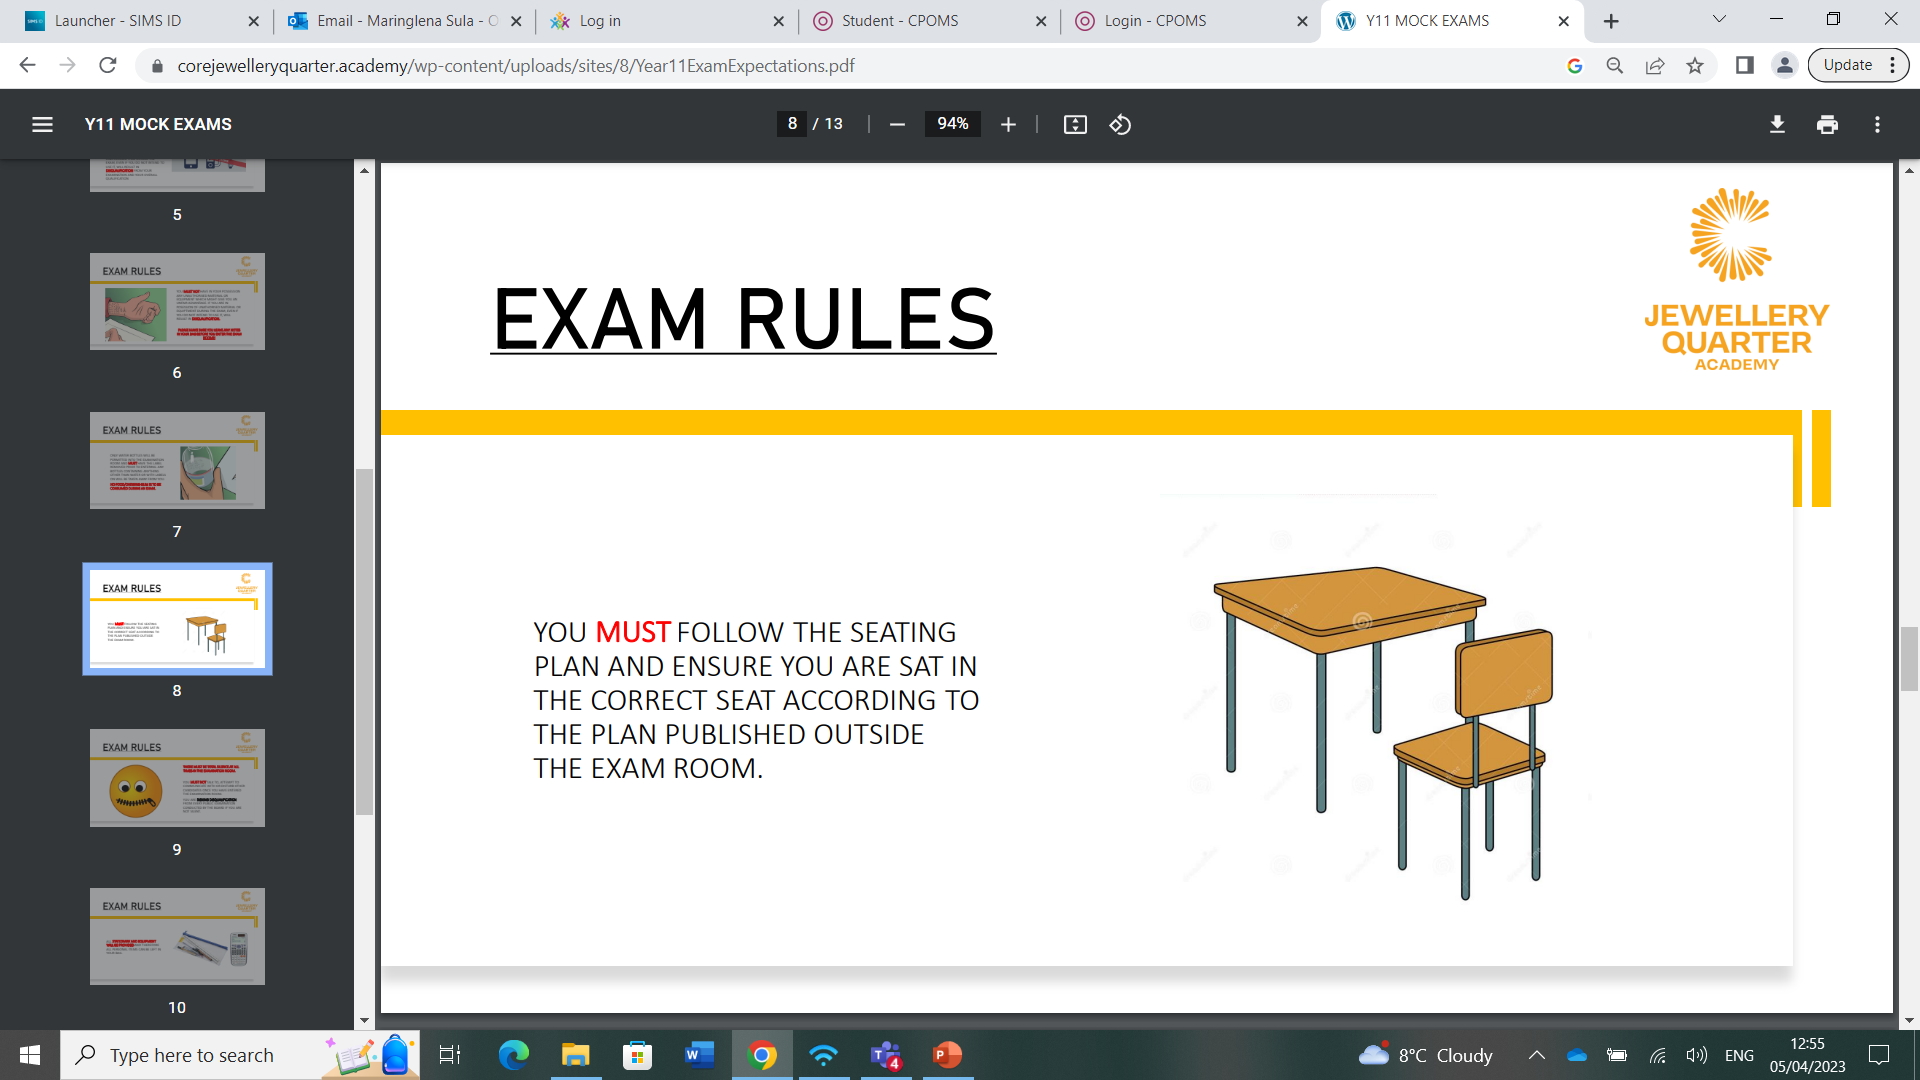 Launcher - SIMS ID
Email - Maringlena Sula - O
Log in
Student - CPOMS
Login - CPOMS
Y11 MOCK EXAMS
corejewelleryquarter.academy/wp-content/uploads/sites/8/Year11ExamExpectations.pdf
Update
Y11 MOCK EXAMS
8 / 13
94%
5
EXAM RULES
6
EXAM RULES
7
EXAM RULES
8
EXAM RULES
9
EXAM RULES
10
EXAM RULES
JEWELLERY
QUARTER
ACADEMY
YOU MUST FOLLOW THE SEATING
PLAN AND ENSURE YOU ARE SAT IN
THE CORRECT SEAT ACCORDING TO
THE PLAN PUBLISHED OUTSIDE
THE EXAM ROOM.
Type here to search
4
8°C Cloudy
ENG
12:55
05/04/2023